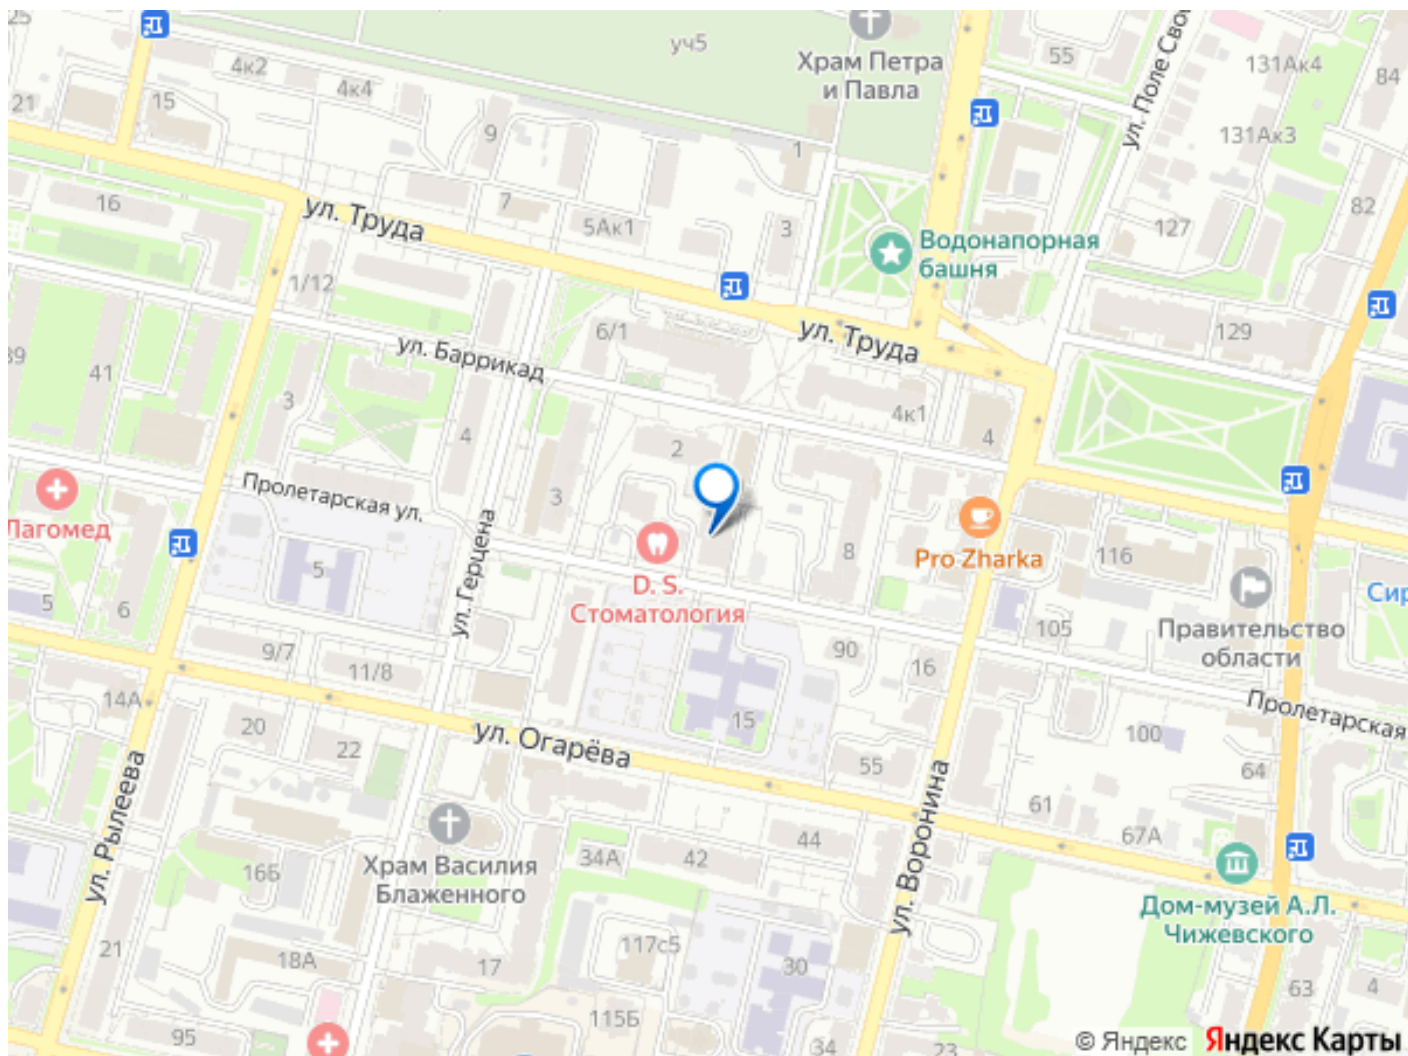 25
уч5
Храм Петра
и Павла
55
ул. Поле Сво
131Ак4
84
4к2
4к4
21
15
9
1
131Ак3
16
7
5Ак1
3
82
127
ул. Труда
Водонапорная
башня
1/12
6/1
ул. Труда
129
39
41
ул. Баррикад
3
4
2
4к1
4
Пролетарская ул.
3
Лагомед
ул. Герцена
8
Pro Zharka
116
5
D. S.
Стоматология
5
6
Сир
105
Правительство
области
9/7
11/8
90
16
14А
20
22
15
Пролетарская
100
ул. Огарёва
55
64
61
67А
ул. Рылеева
ул. Воронина
44
34А
42
16Б
Храм Василия
Блаженного
Дом-музей А.Л.
Чижевского
117с5
21
18А
17
30
63
4
115Б
95
34
23
© Яндекс Яндекс Карты